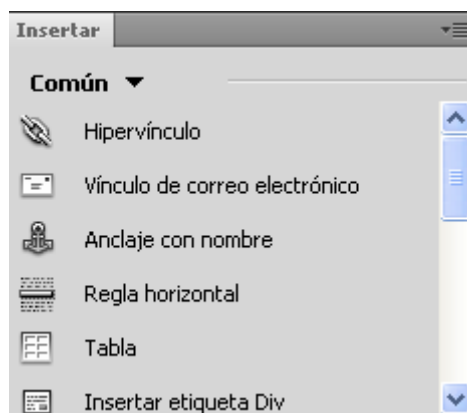 Insertar
Común
Hipervínculo
Vínculo de correo electrónico
Anclaje con nombre
Regla horizontal
Tabla
Insertar etiqueta Div